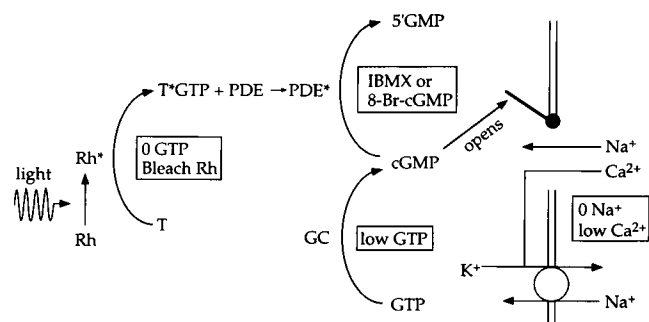 5'GMP
T*GTP + PDE → PDE*
IBMX or
8-Br-cGMP
opens
0 GTP
Bleach Rh
Na⁺
Rh*
cGMP
Ca²⁺
light
0 Na⁺
low Ca²⁺
Rh
T
GC
low GTP
K⁺
GTP
Na⁺